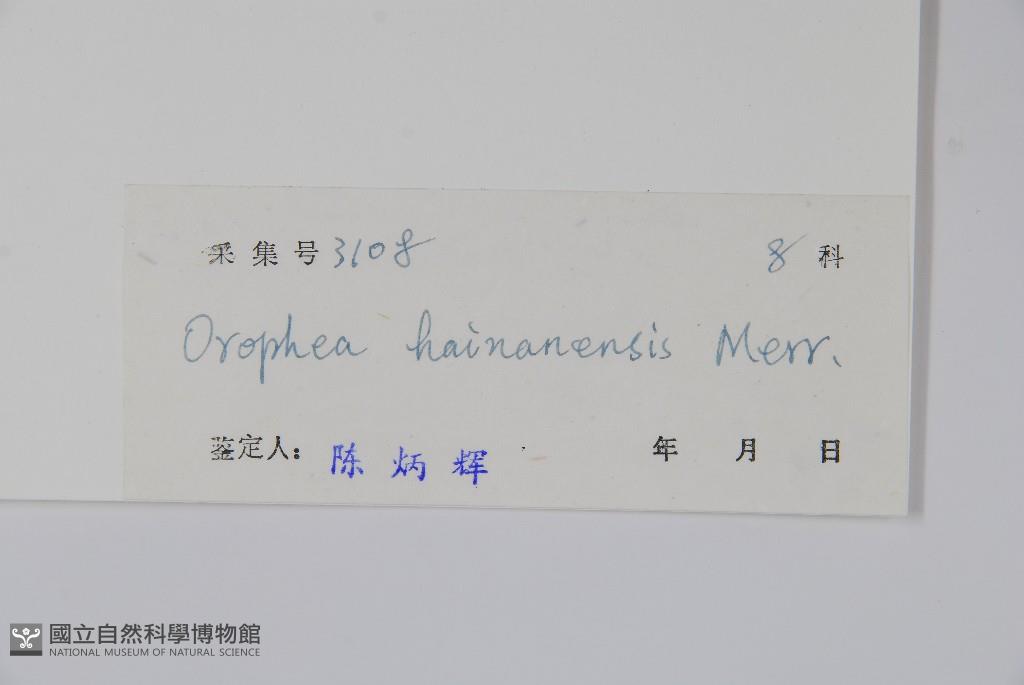 采集号 3108 8 科
Orophea hainanensis Merr.
鉴定人: 陈炳辉 年 月 日
國立自然科學博物館
NATIONAL MUSEUM OF NATURAL SCIENCE